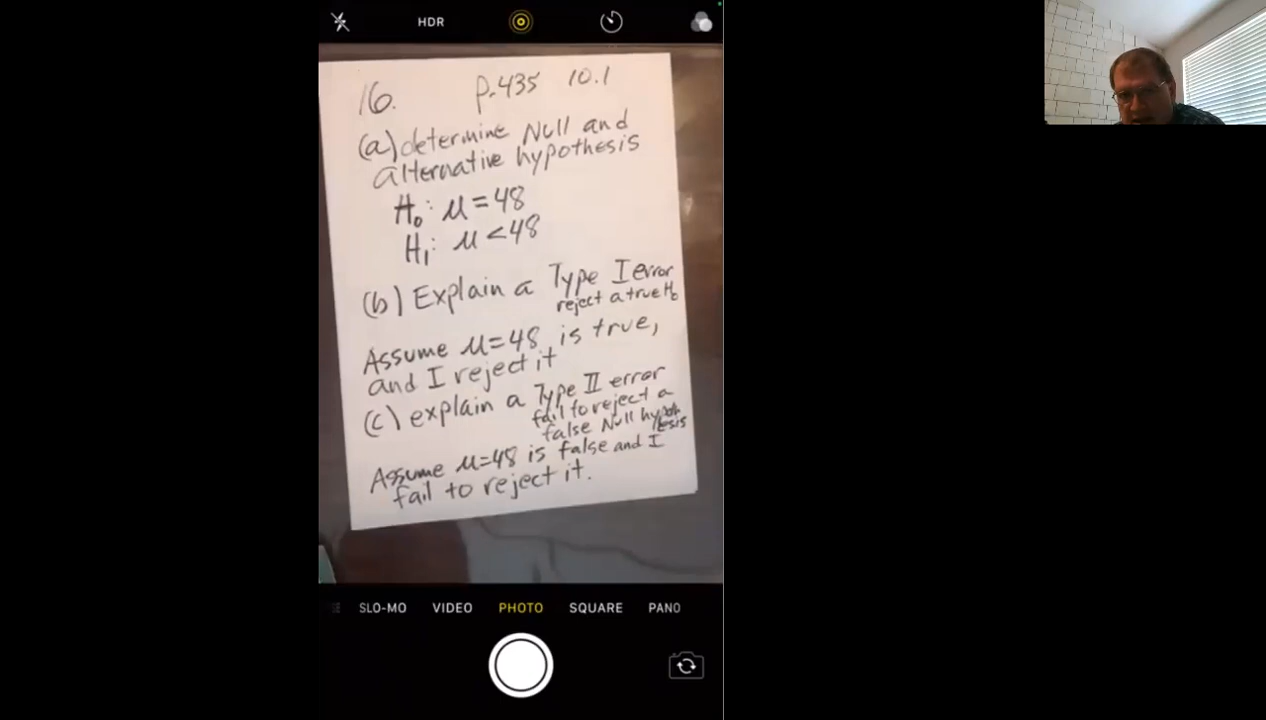 HDR
16. p.435 10.1
(a) determine Null and
alternative hypothesis
H₀: μ = 48
H₁: μ < 48
(b) Explain a Type I error
reject a true H₀
Assume μ=48 is true,
and I reject it
(c) explain a Type II error
fail to reject a
false Null hypothesis
Assume μ=48 is false and I
fail to reject it.
SLO-MO VIDEO PHOTO SQUARE PANO